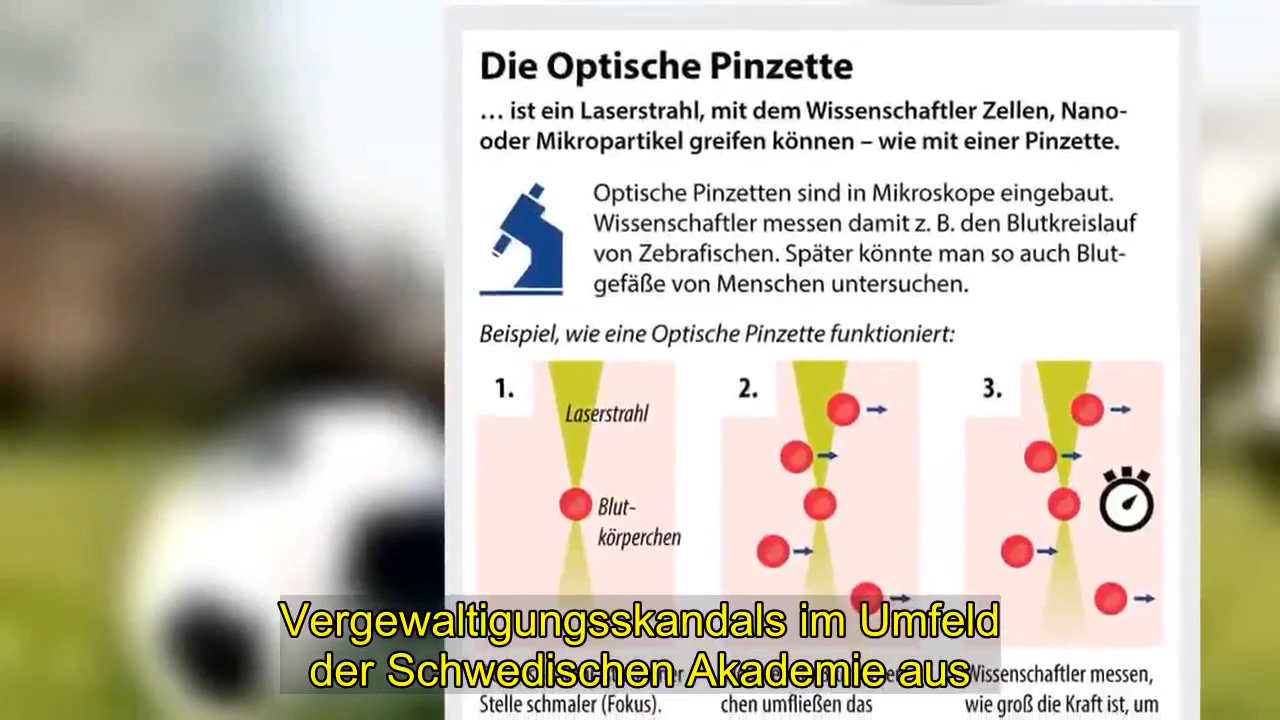 Die Optische Pinzette
… ist ein Laserstrahl, mit dem Wissenschaftler Zellen, Nano-
oder Mikropartikel greifen können – wie mit einer Pinzette.
Optische Pinzetten sind in Mikroskope eingebaut.
Wissenschaftler messen damit z. B. den Blutkreislauf
von Zebrafischen. Später könnte man so auch Blut-
gefäße von Menschen untersuchen.
Beispiel, wie eine Optische Pinzette funktioniert:
1.
Laserstrahl
Blut-
körperchen
2.
3.
Stelle schmaler (Fokus).
chen umfließen das
Wissenschaftler messen,
wie groß die Kraft ist, um
Vergewaltigungsskandals im Umfeld
der Schwedischen Akademie aus